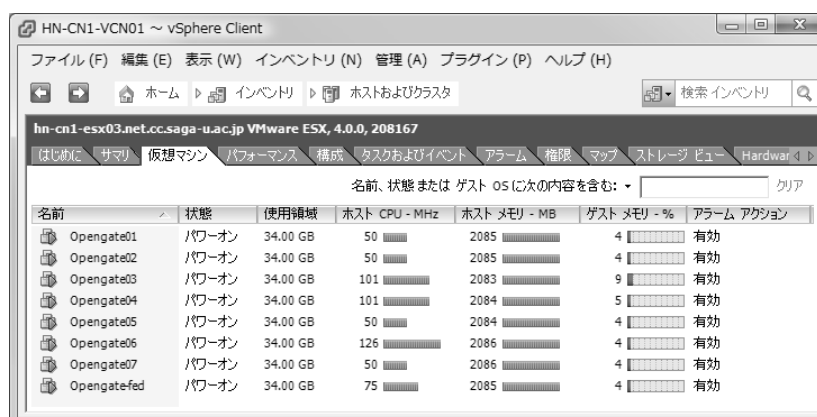 HN-CN1-VCN01 ～ vSphere Client
ファイル (F) 編集 (E) 表示 (W) インベントリ (N) 管理 (A) プラグイン (P) ヘルプ (H)
ホーム インベントリ ホストおよびクラスタ 検索 インベントリ
hn-cn1-esx03.net.cc.saga-u.ac.jp VMware ESX, 4.0.0, 208167
はじめに サマリ 仮想マシン パフォーマンス 構成 タスクおよびイベント アラーム 権限 マップ ストレージ ビュー Hardwar
名前、状態 または ゲスト OS に次の内容を含む: クリア
名前 状態 使用領域 ホスト CPU - MHz ホスト メモリ - MB ゲスト メモリ - % アラーム アクション
Opengate01 パワーオン 34.00 GB 50 2085 4 有効
Opengate02 パワーオン 34.00 GB 50 2085 4 有効
Opengate03 パワーオン 34.00 GB 101 2083 9 有効
Opengate04 パワーオン 34.00 GB 101 2084 5 有効
Opengate05 パワーオン 34.00 GB 50 2084 4 有効
Opengate06 パワーオン 34.00 GB 126 2086 4 有効
Opengate07 パワーオン 34.00 GB 50 2086 4 有効
Opengate-fed パワーオン 34.00 GB 75 2085 4 有効